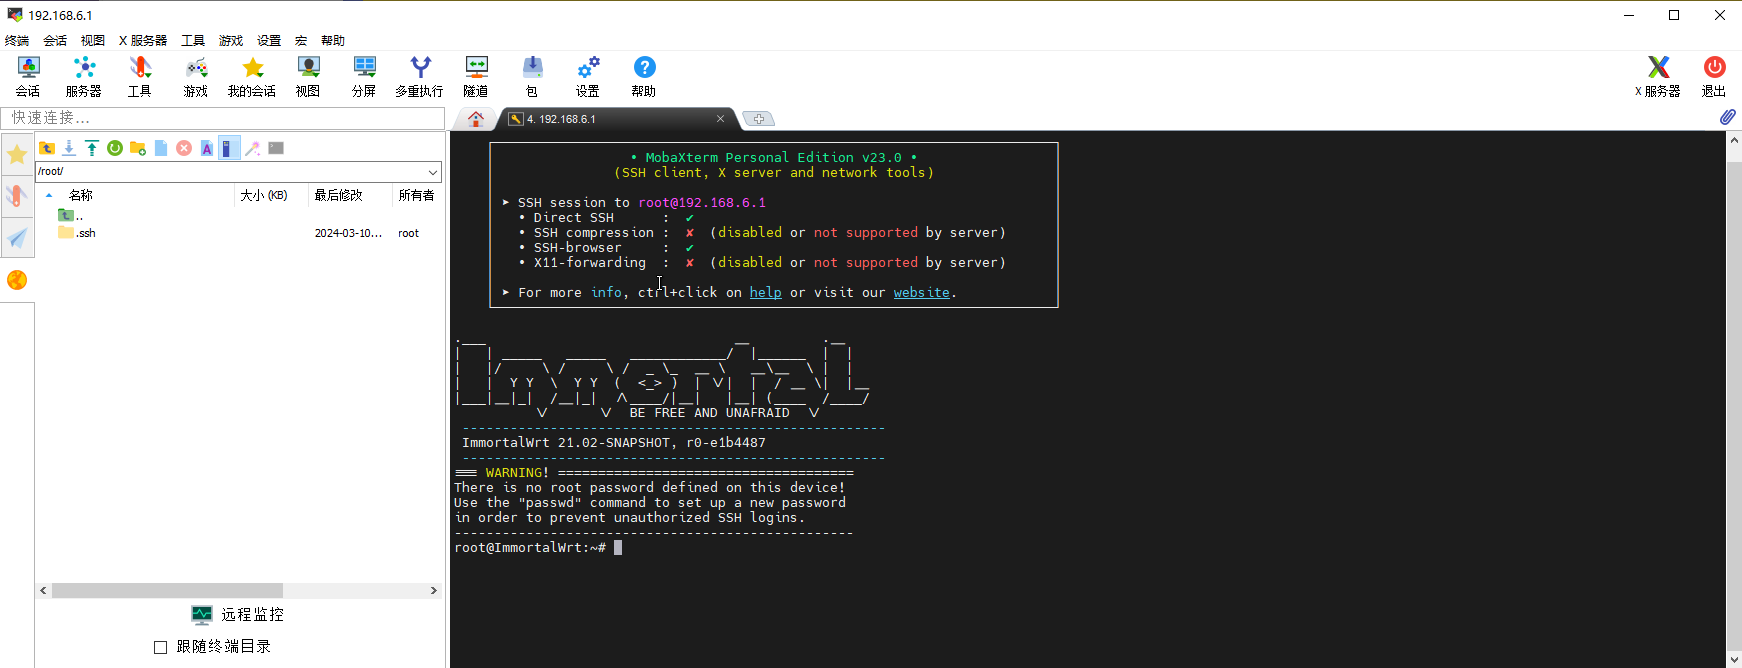 192.168.6.1
终端 会话 视图 X 服务器 工具 游戏 设置 宏 帮助
会话 服务器 工具 游戏 我的会话 视图 分屏 多重执行 隧道 包 设置 帮助 X 服务器 退出
快速连接...
4. 192.168.6.1
/root/
名称 大小 (KB) 最后修改 所有者
..
.ssh 2024-03-10... root
远程监控
跟随终端目录
• MobaXterm Personal Edition v23.0 •
(SSH client, X server and network tools)
➤ SSH session to root@192.168.6.1
• Direct SSH : ✔
• SSH compression : ✘ (disabled or not supported by server)
• SSH-browser : ✔
• X11-forwarding : ✘ (disabled or not supported by server)
➤ For more info, ctrl+click on help or visit our website.
ImmortaL
BE FREE AND UNAFRAID
ImmortalWrt 21.02-SNAPSHOT, r0-e1b4487
=== WARNING! =====================================
There is no root password defined on this device!
Use the "passwd" command to set up a new password
in order to prevent unauthorized SSH logins.
--------------------------------------------------
root@ImmortalWrt:~#